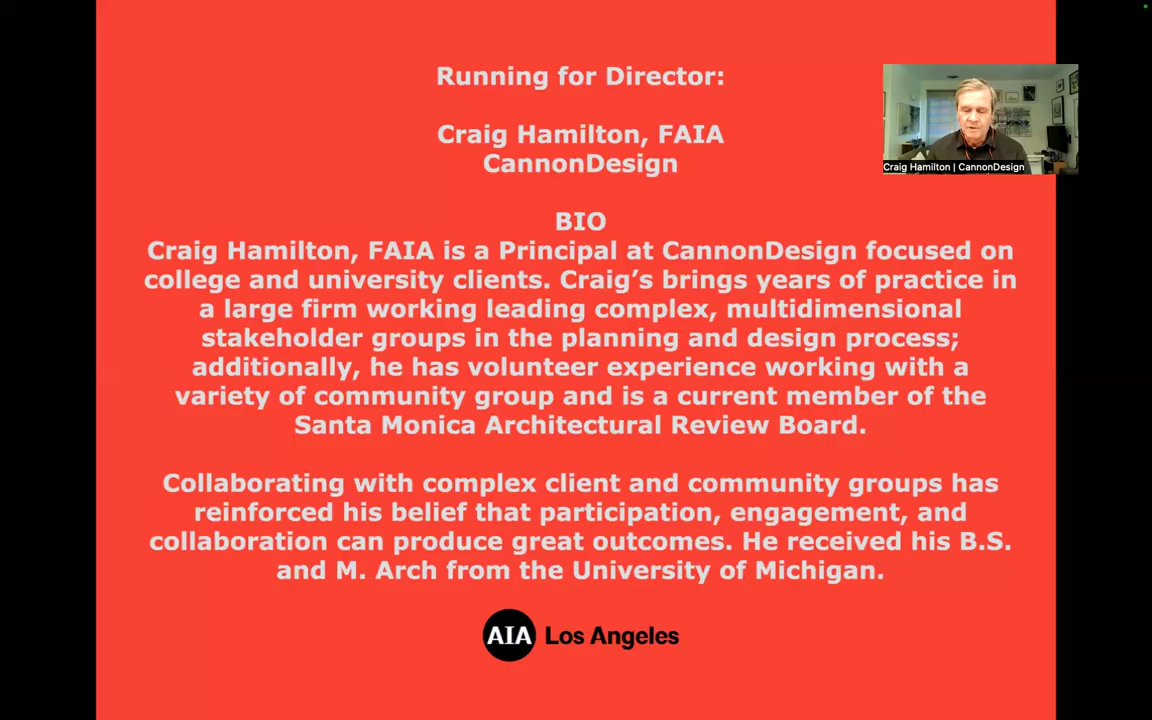 Running for Director:
Craig Hamilton, FAIA
CannonDesign
Craig Hamilton | CannonDesign
BIO
Craig Hamilton, FAIA is a Principal at CannonDesign focused on
college and university clients. Craig’s brings years of practice in
a large firm working leading complex, multidimensional
stakeholder groups in the planning and design process;
additionally, he has volunteer experience working with a
variety of community group and is a current member of the
Santa Monica Architectural Review Board.
Collaborating with complex client and community groups has
reinforced his belief that participation, engagement, and
collaboration can produce great outcomes. He received his B.S.
and M. Arch from the University of Michigan.
AIA Los Angeles